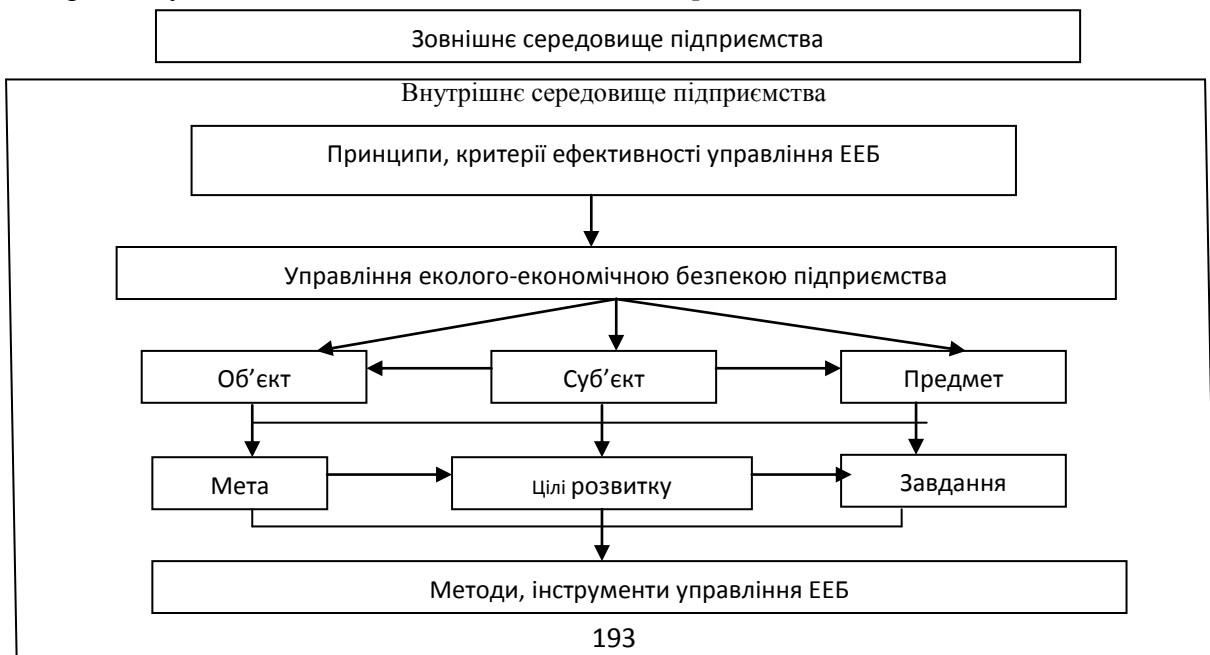 Зовнішнє середовище підприємства
Внутрішнє середовище підприємства
Принципи, критерії ефективності управління ЕЕБ
Управління еколого-економічною безпекою підприємства
Об’єкт
Суб’єкт
Предмет
Мета
Цілі розвитку
Завдання
Методи, інструменти управління ЕЕБ
193